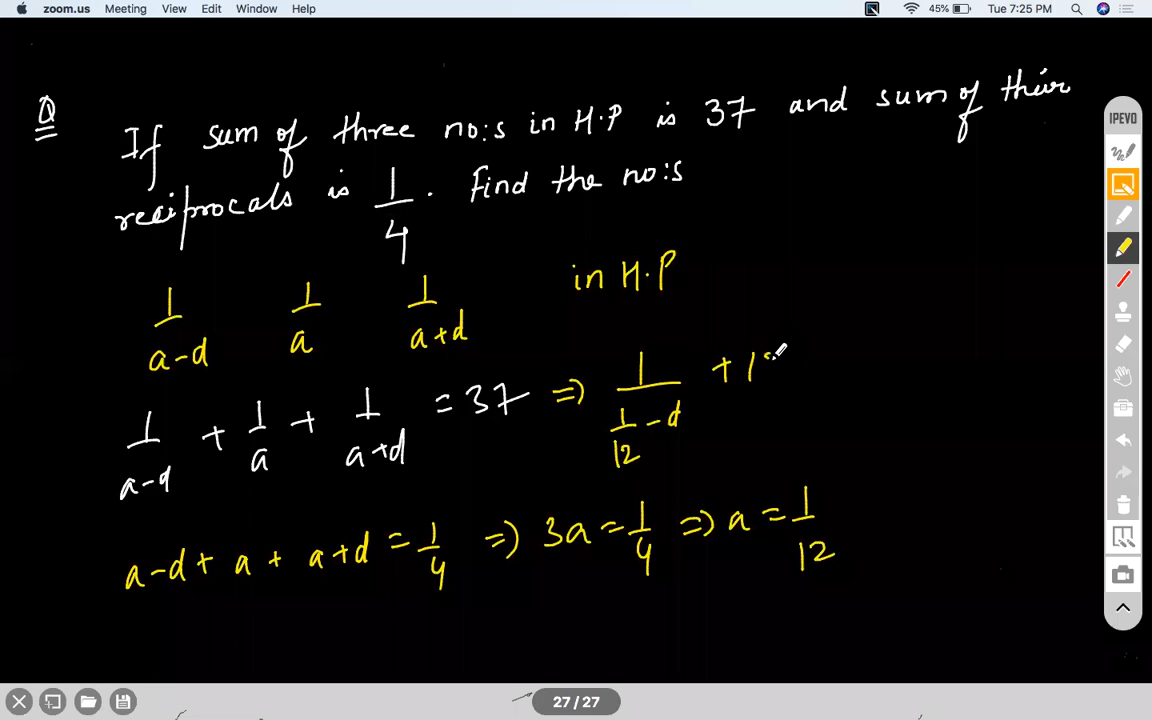 zoom.us Meeting View Edit Window Help 45% Tue 7:25 PM
Q
If sum of three no:s in H.P is 37 and sum of their
reciprocals is 1/4. Find the no:s
1/(a-d) 1/a 1/(a+d) in H.P
1/(a-d) + 1/a + 1/(a+d) = 37 => 1/(1/12 - d) +
a-d + a + a+d = 1/4 => 3a = 1/4 => a = 1/12
IPEVO
27/27